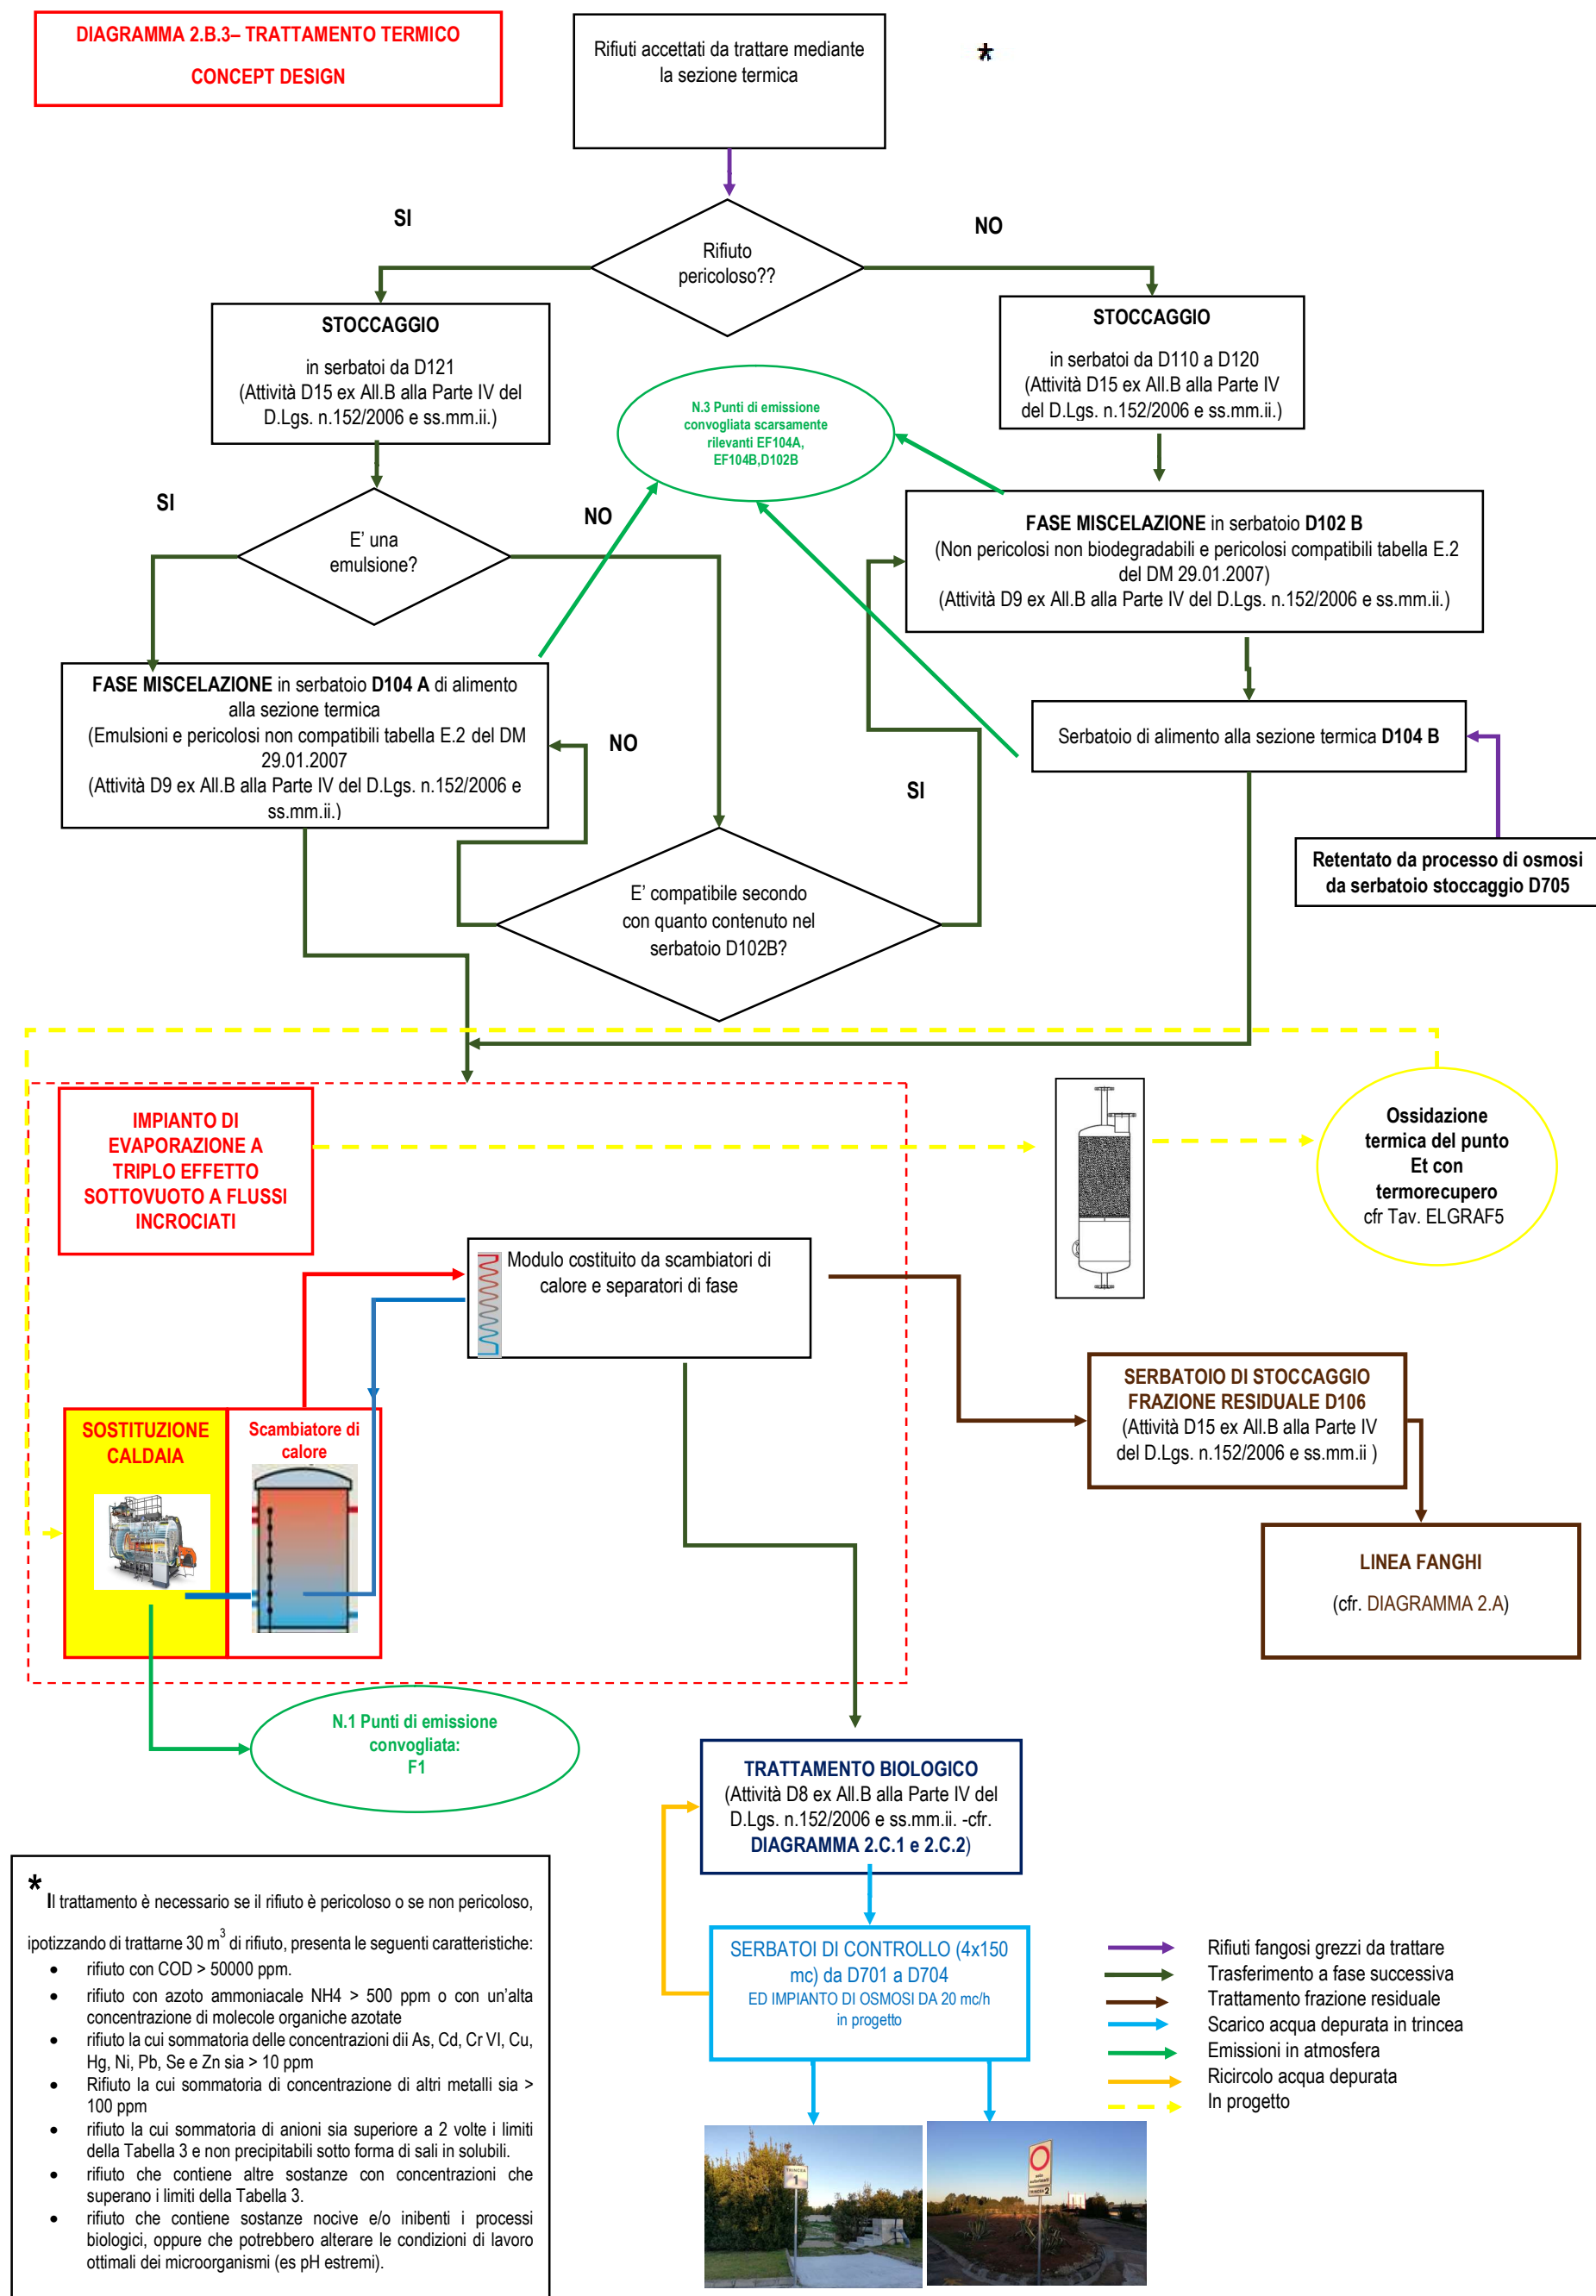 DIAGRAMMA 2.B.3– TRATTAMENTO TERMICO
CONCEPT DESIGN
Rifiuti accettati da trattare mediante
la sezione termica
*
SI
NO
Rifiuto
pericoloso??
STOCCAGGIO
in serbatoi da D121
(Attività D15 ex All.B alla Parte IV del
D.Lgs. n.152/2006 e ss.mm.ii.)
STOCCAGGIO
in serbatoi da D110 a D120
(Attività D15 ex All.B alla Parte IV
del D.Lgs. n.152/2006 e ss.mm.ii.)
N.3 Punti di emissione
convogliata scarsamente
rilevanti EF104A,
EF104B,D102B
SI
NO
E' una
emulsione?
FASE MISCELAZIONE in serbatoio D102 B
(Non pericolosi non biodegradabili e pericolosi compatibili tabella E.2
del DM 29.01.2007)
(Attività D9 ex All.B alla Parte IV del D.Lgs. n.152/2006 e ss.mm.ii.)
FASE MISCELAZIONE in serbatoio D104 A di alimento
alla sezione termica
(Emulsioni e pericolosi non compatibili tabella E.2 del DM
29.01.2007
(Attività D9 ex All.B alla Parte IV del D.Lgs. n.152/2006 e
ss.mm.ii.)
NO
SI
Serbatoio di alimento alla sezione termica D104 B
Retentato da processo di osmosi
da serbatoio stoccaggio D705
E' compatibile secondo
con quanto contenuto nel
serbatoio D102B?
IMPIANTO DI
EVAPORAZIONE A
TRIPLO EFFETTO
SOTTOVUOTO A FLUSSI
INCROCIATI
Ossidazione
termica del punto
Et con
termorecupero
cfr Tav. ELGRAF5
Modulo costituito da scambiatori di
calore e separatori di fase
SERBATOIO DI STOCCAGGIO
FRAZIONE RESIDUALE D106
(Attività D15 ex All.B alla Parte IV
del D.Lgs. n.152/2006 e ss.mm.ii )
SOSTITUZIONE
CALDAIA
Scambiatore di
calore
LINEA FANGHI
(cfr. DIAGRAMMA 2.A)
N.1 Punti di emissione
convogliata:
F1
TRATTAMENTO BIOLOGICO
(Attività D8 ex All.B alla Parte IV del
D.Lgs. n.152/2006 e ss.mm.ii. -cfr.
DIAGRAMMA 2.C.1 e 2.C.2)
SERBATOI DI CONTROLLO (4x150
mc) da D701 a D704
ED IMPIANTO DI OSMOSI DA 20 mc/h
in progetto
* Il trattamento è necessario se il rifiuto è pericoloso o se non pericoloso,
ipotizzando di trattarne 30 m³ di rifiuto, presenta le seguenti caratteristiche:
• rifiuto con COD > 50000 ppm.
• rifiuto con azoto ammoniacale NH4 > 500 ppm o con un'alta
concentrazione di molecole organiche azotate
• rifiuto la cui sommatoria delle concentrazioni dii As, Cd, Cr VI, Cu,
Hg, Ni, Pb, Se e Zn sia > 10 ppm
• Rifiuto la cui sommatoria di concentrazione di altri metalli sia >
100 ppm
• rifiuto la cui sommatoria di anioni sia superiore a 2 volte i limiti
della Tabella 3 e non precipitabili sotto forma di sali in solubili.
• rifiuto che contiene altre sostanze con concentrazioni che
superano i limiti della Tabella 3.
• rifiuto che contiene sostanze nocive e/o inibenti i processi
biologici, oppure che potrebbero alterare le condizioni di lavoro
ottimali dei microorganismi (es pH estremi).
Rifiuti fangosi grezzi da trattare
Trasferimento a fase successiva
Trattamento frazione residuale
Scarico acqua depurata in trincea
Emissioni in atmosfera
Ricircolo acqua depurata
In progetto
TRINCEA
1
TRINCEA 2